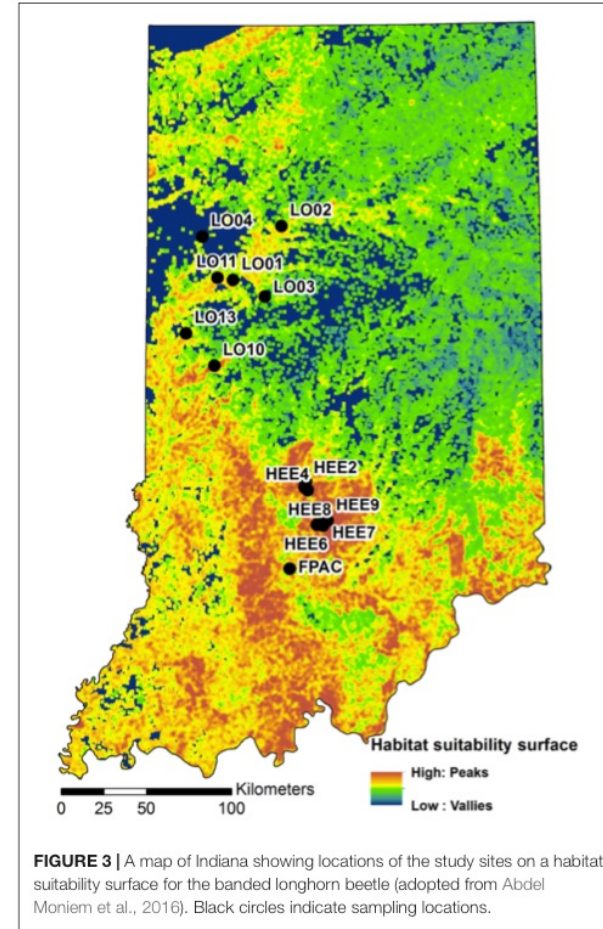 LO02
LO04
LO11
LO01
LO03
LO13
LO10
HEE4
HEE2
HEE8
HEE9
HEE7
HEE6
FPAC
Habitat suitability surface
High: Peaks
Low : Vallies
Kilometers
0 25 50 100
FIGURE 3 | A map of Indiana showing locations of the study sites on a habitat
suitability surface for the banded longhorn beetle (adopted from Abdel
Moniem et al., 2016). Black circles indicate sampling locations.